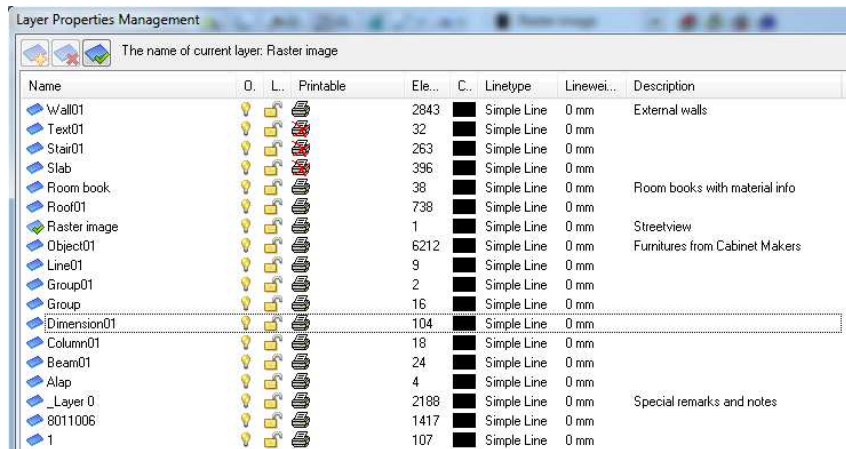 Layer Properties Management
The name of current layer: Raster image
Name O. L.. Printable Ele... C.. Linetype Linewei... Description
Wall01 2843 Simple Line 0 mm External walls
Text01 32 Simple Line 0 mm
Stair01 263 Simple Line 0 mm
Slab 396 Simple Line 0 mm
Room book 38 Simple Line 0 mm Room books with material info
Roof01 738 Simple Line 0 mm
Raster image 1 Simple Line 0 mm Streetview
Object01 6212 Simple Line 0 mm Furnitures from Cabinet Makers
Line01 9 Simple Line 0 mm
Group01 2 Simple Line 0 mm
Group 16 Simple Line 0 mm
Dimension01 104 Simple Line 0 mm
Column01 18 Simple Line 0 mm
Beam01 24 Simple Line 0 mm
Alap 4 Simple Line 0 mm
_Layer 0 2188 Simple Line 0 mm Special remarks and notes
8011006 1417 Simple Line 0 mm
1 107 Simple Line 0 mm